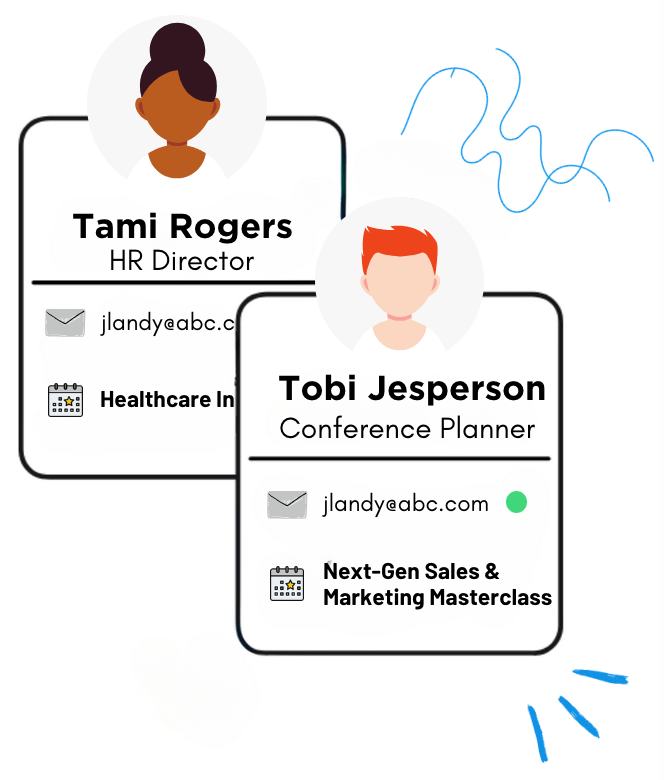 Tami Rogers
HR Director
jlandy@abc.c
Healthcare In
Tobi Jesperson
Conference Planner
jlandy@abc.com
Next-Gen Sales &
Marketing Masterclass